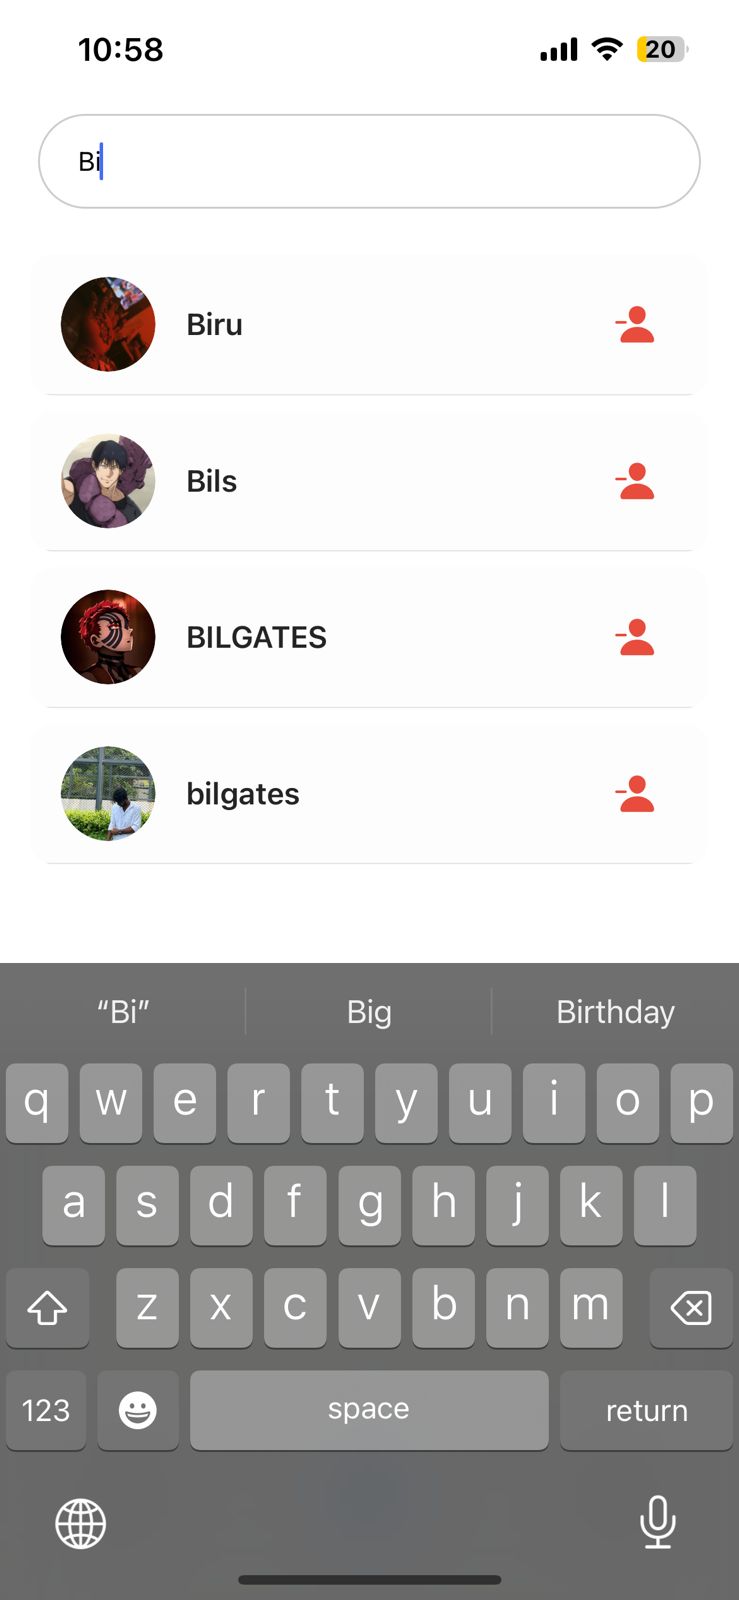 10:58
20
Bi
Biru
Bils
BILGATES
bilgates
“Bi” Big Birthday
q w e r t y u i o p
a s d f g h j k l
z x c v b n m
123 space return